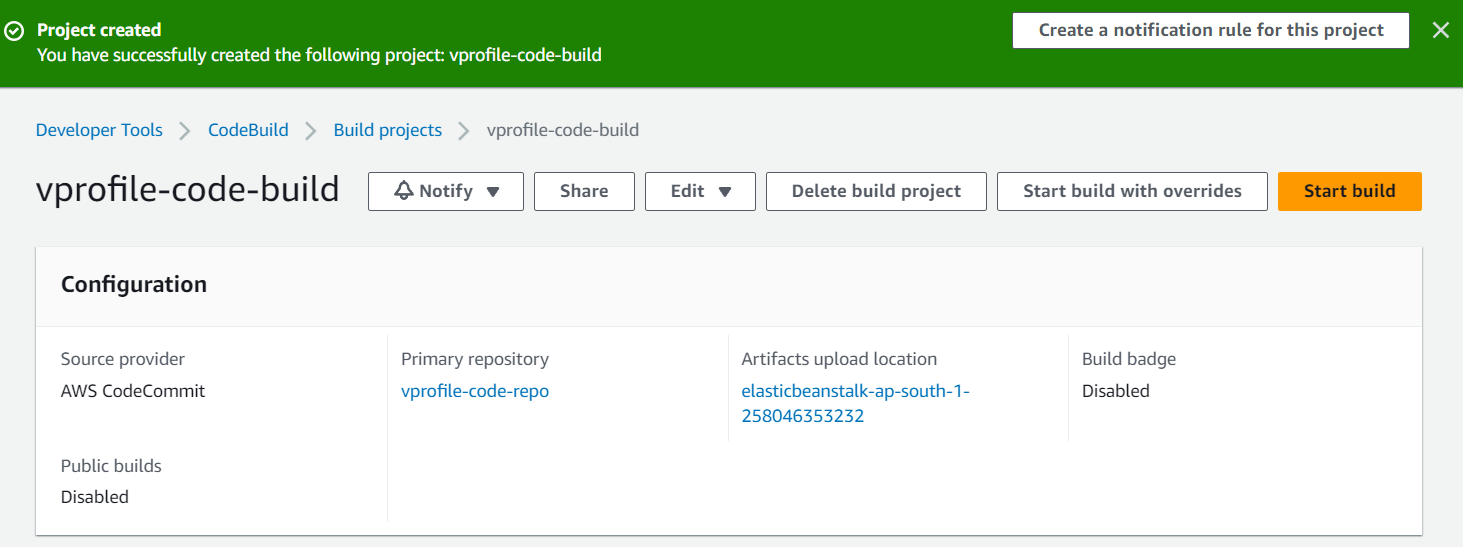 Project created
Create a notification rule for this project
You have successfully created the following project: vprofile-code-build
Developer Tools
CodeBuild
Build projects
vprofile-code-build
vprofile-code-build
Notify
Share
Edit
Delete build project
Start build with overrides
Start build
Configuration
Source provider
AWS CodeCommit
Primary repository
vprofile-code-repo
Artifacts upload location
elasticbeanstalk-ap-south-1-
258046353232
Build badge
Disabled
Public builds
Disabled